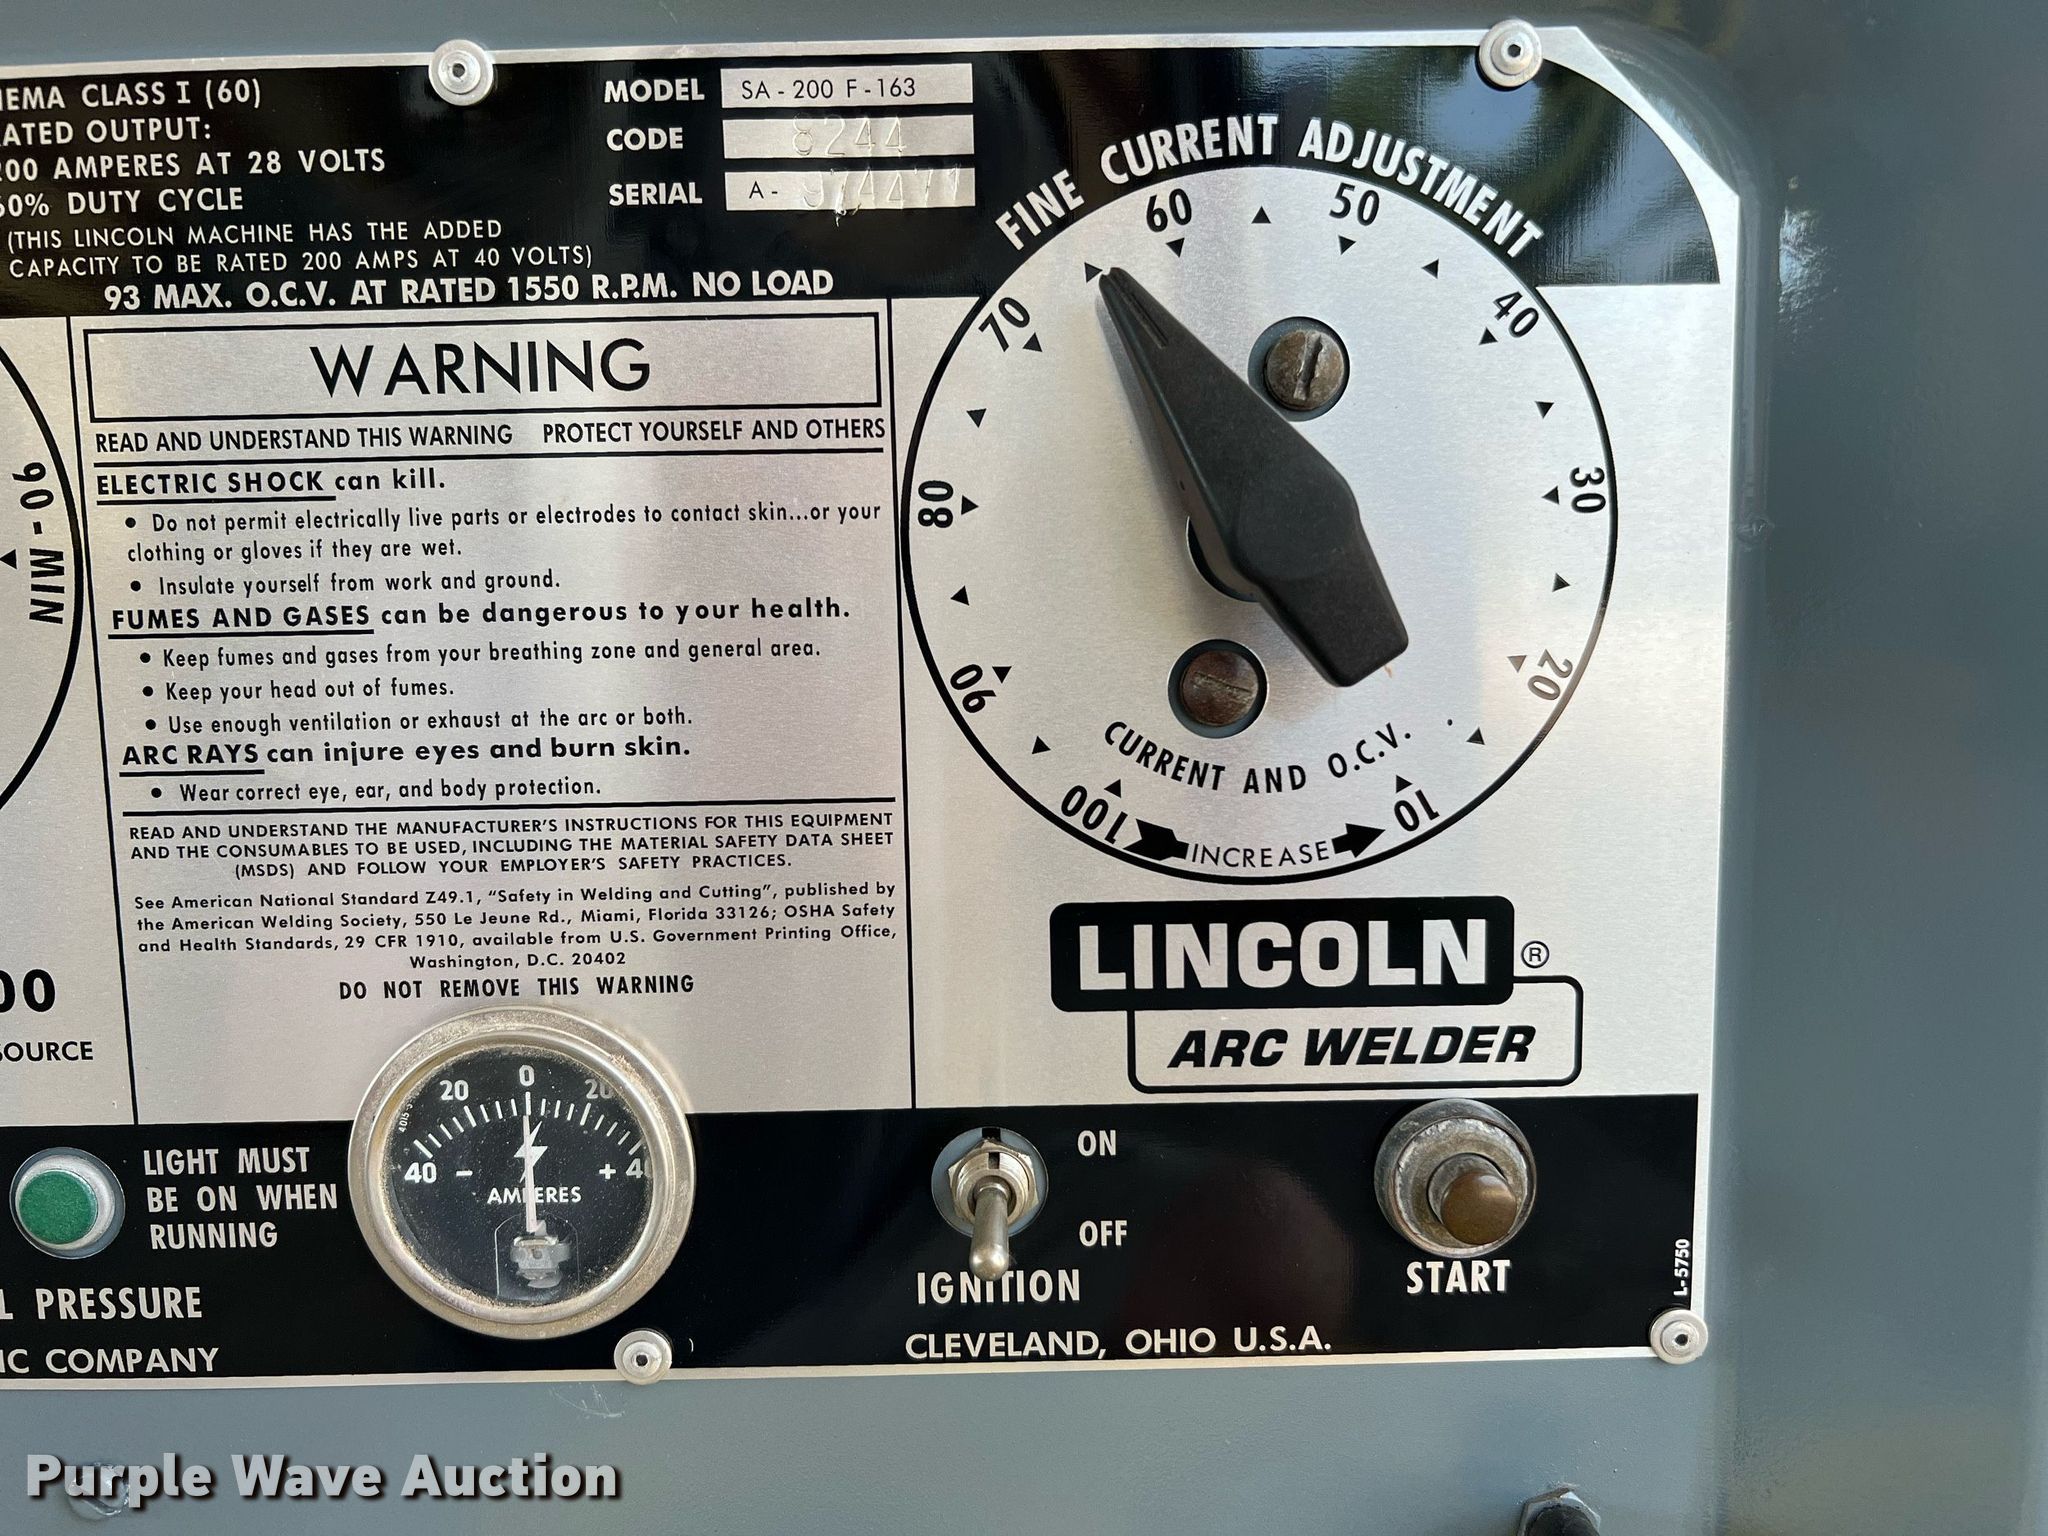 CLASS I (60)
OUTPUT:
AMPERES AT 28 VOLTS
DUTY CYCLE
(THIS LINCOLN MACHINE HAS THE ADDED
CAPACITY TO BE RATED 200 AMPS AT 40 VOLTS)
93 MAX. O.C.V. AT RATED 1550 R.P.M. NO LOAD
MODEL SA-200 F-163
CODE 8244
SERIAL A-
WARNING
READ AND UNDERSTAND THIS WARNING PROTECT YOURSELF AND OTHERS
ELECTRIC SHOCK can kill.
• Do not permit electrically live parts or electrodes to contact skin...or your
clothing or gloves if they are wet.
• Insulate yourself from work and ground.
FUMES AND GASES can be dangerous to your health.
• Keep fumes and gases from your breathing zone and general area.
• Keep your head out of fumes.
• Use enough ventilation or exhaust at the arc or both.
ARC RAYS can injure eyes and burn skin.
• Wear correct eye, ear, and body protection.
READ AND UNDERSTAND THE MANUFACTURER'S INSTRUCTIONS FOR THIS EQUIPMENT
AND THE CONSUMABLES TO BE USED, INCLUDING THE MATERIAL SAFETY DATA SHEET
(MSDS) AND FOLLOW YOUR EMPLOYER'S SAFETY PRACTICES.
See American National Standard Z49.1, "Safety in Welding and Cutting", published by
the American Welding Society, 550 Le Jeune Rd., Miami, Florida 33126; OSHA Safety
and Health Standards, 29 CFR 1910, available from U.S. Government Printing Office,
Washington, D.C. 20402
DO NOT REMOVE THIS WARNING
90-MIN
FINE CURRENT ADJUSTMENT
100 90 80 70 60 50 40 30 20 10
CURRENT AND O.C.V.
INCREASE
LINCOLN ®
ARC WELDER
20 0 20
40 - + 40
AMPERES
LIGHT MUST
BE ON WHEN
RUNNING
PRESSURE
COMPANY
ON
OFF
IGNITION
START
L-5750
CLEVELAND, OHIO U.S.A.
Purple Wave Auction